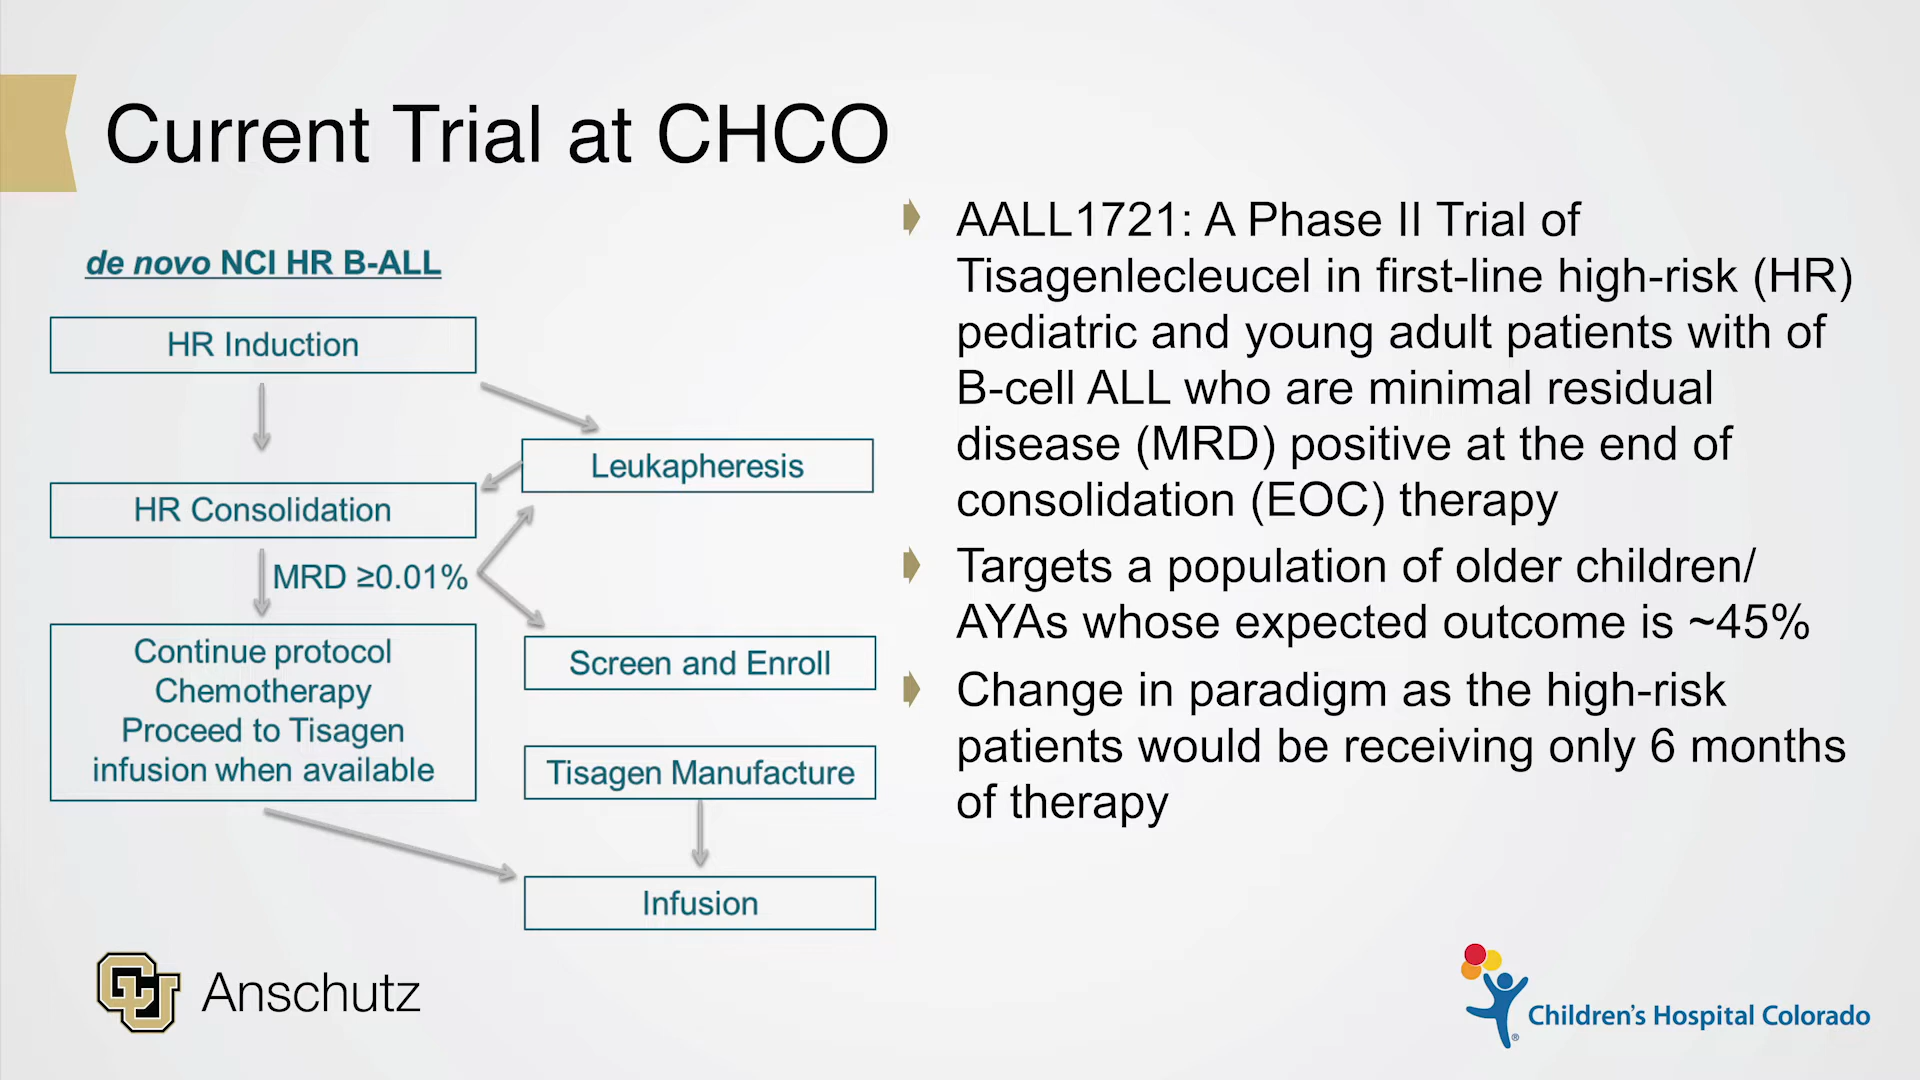 Current Trial at CHCO
de novo NCI HR B-ALL
HR Induction
Leukapheresis
HR Consolidation
MRD ≥0.01%
Continue protocol
Chemotherapy
Proceed to Tisagen
infusion when available
Screen and Enroll
Tisagen Manufacture
Infusion
AALL1721: A Phase II Trial of
Tisagenlecleucel in first-line high-risk (HR)
pediatric and young adult patients with of
B-cell ALL who are minimal residual
disease (MRD) positive at the end of
consolidation (EOC) therapy
Targets a population of older children/
AYAs whose expected outcome is ~45%
Change in paradigm as the high-risk
patients would be receiving only 6 months
of therapy
CU Anschutz
Children's Hospital Colorado
®